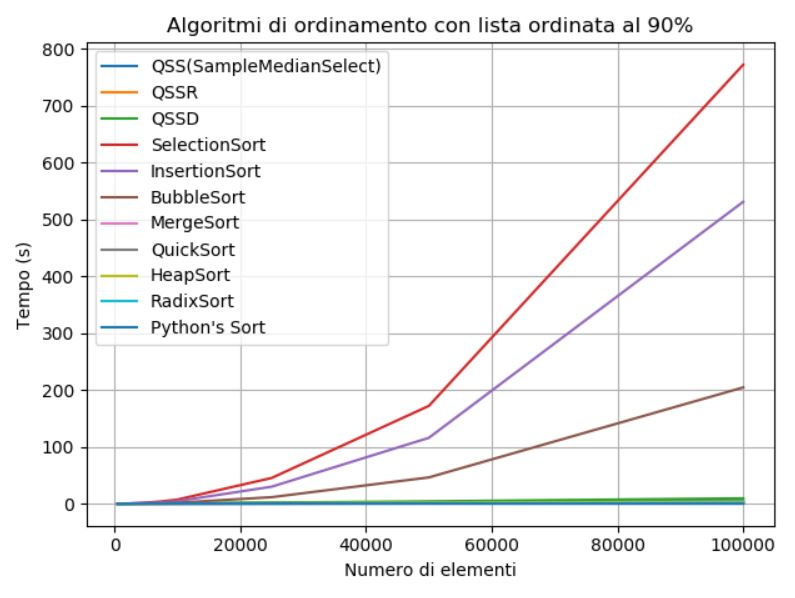 Algoritmi di ordinamento con lista ordinata al 90%
800
700
600
500
400
300
200
100
0
Tempo (s)
QSS(SampleMedianSelect)
QSSR
QSSD
SelectionSort
InsertionSort
BubbleSort
MergeSort
QuickSort
HeapSort
RadixSort
Python's Sort
0 20000 40000 60000 80000 100000
Numero di elementi